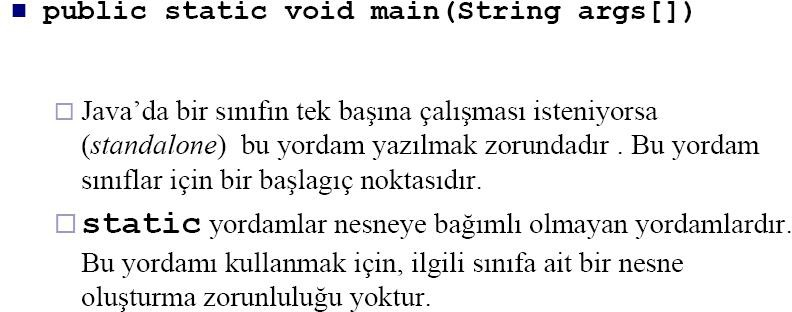 public static void main(String args[])
Java'da bir sınıfın tek başına çalışması isteniyorsa
(standalone) bu yordam yazılmak zorundadır . Bu yordam
sınıflar için bir başlagıç noktasıdır.
static yordamlar nesneye bağımlı olmayan yordamlardır.
Bu yordamı kullanmak için, ilgili sınıfa ait bir nesne
oluşturma zorunluluğu yoktur.